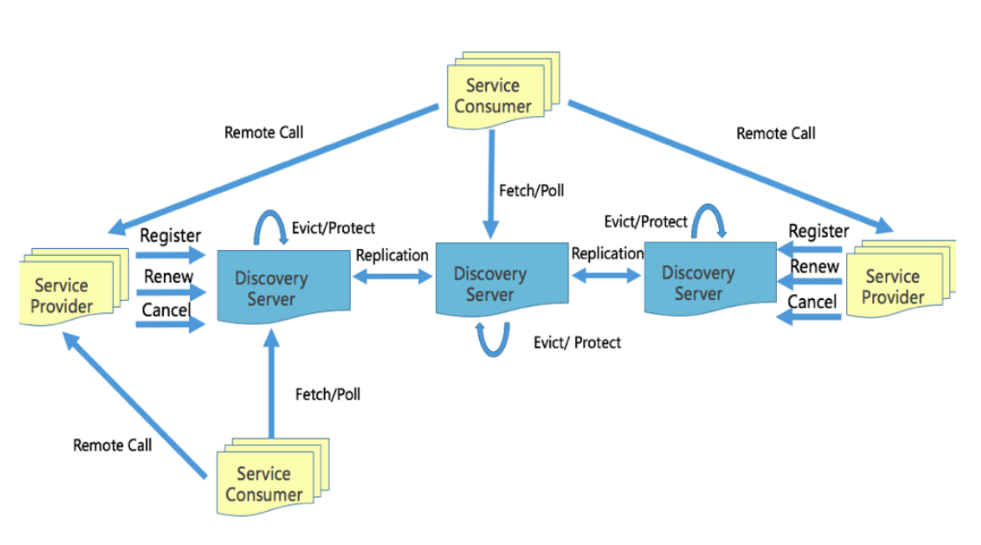 Service
Consumer
Remote Call
Remote Call
Fetch/Poll
Evict/Protect
Evict/Protect
Register
Renew
Cancel
Replication
Replication
Register
Renew
Cancel
Service
Provider
Discovery
Server
Discovery
Server
Discovery
Server
Service
Provider
Evict/ Protect
Fetch/Poll
Remote Call
Service
Consumer